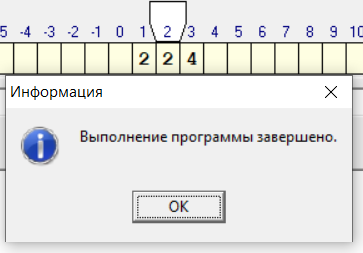 5 -4 -3 -2 -1 0 1 2 3 4 5 6 7 8 9 10
2 2 4
Информация
Выполнение программы завершено.
OK